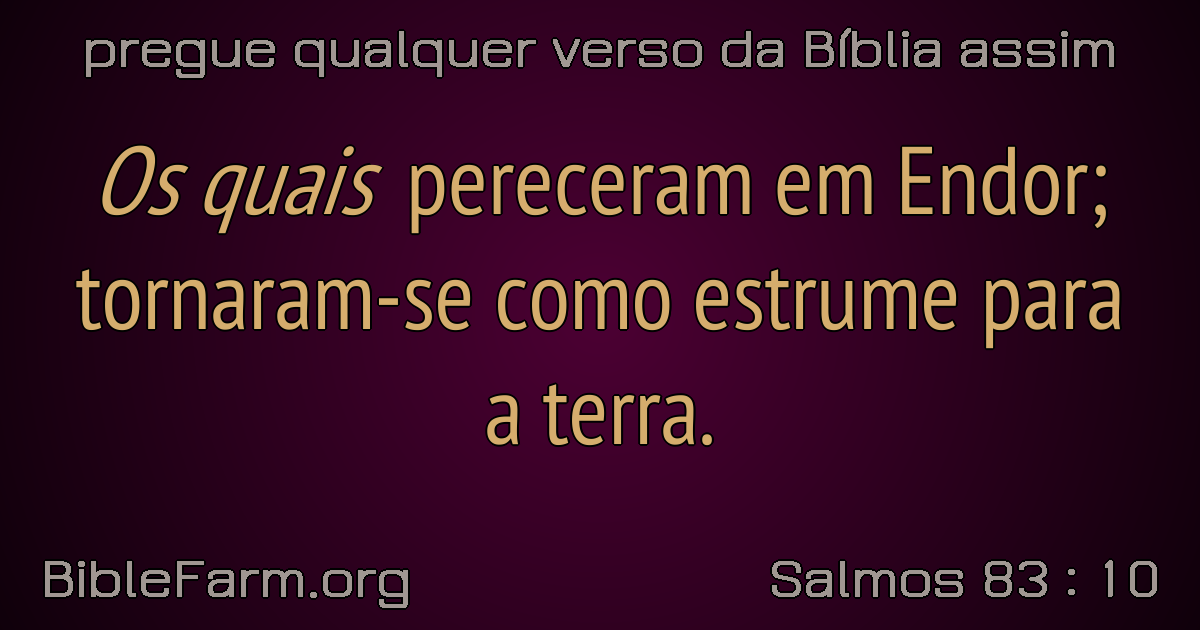 pregue qualquer verso da Bíblia assim
Os quais pereceram em Endor;
tornaram-se como estrume para
a terra.
BibleFarm.org
Salmos 83 : 10